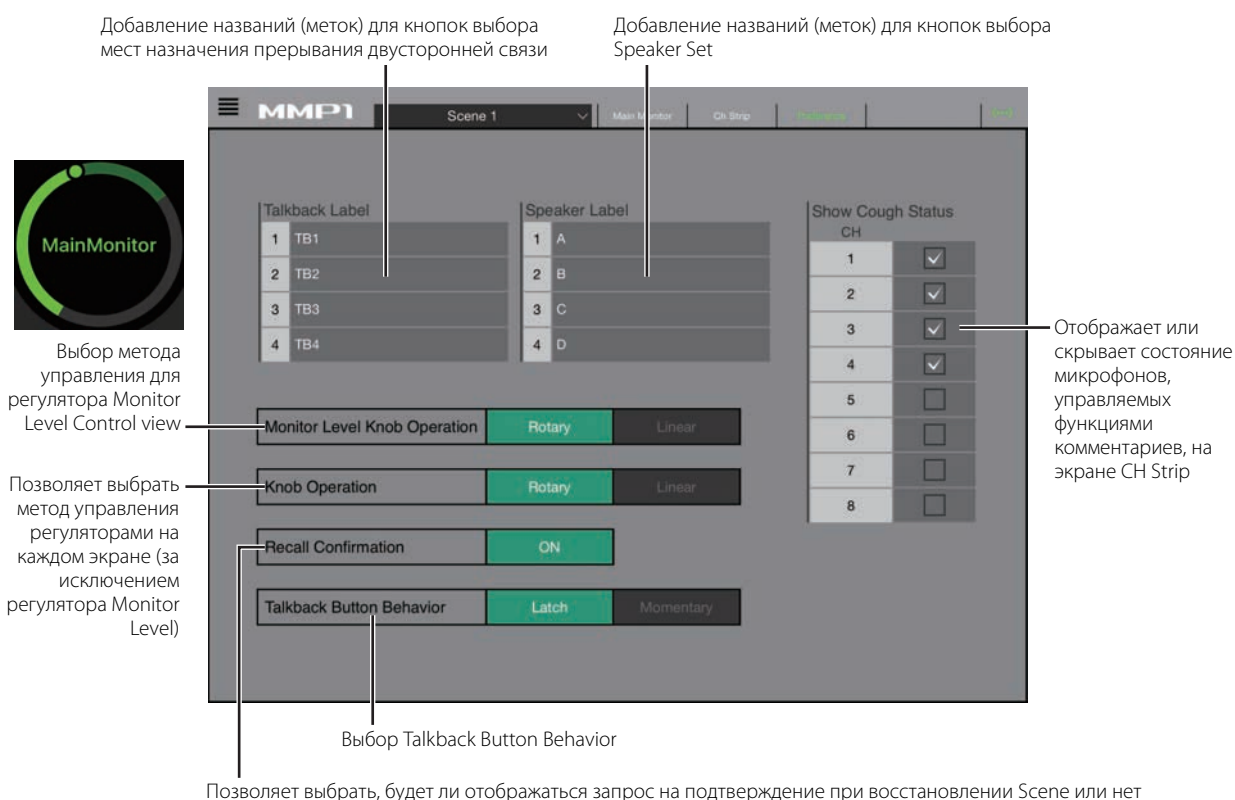 Добавление названий (меток) для кнопок выбора
мест назначения прерывания двусторонней связи
Добавление названий (меток) для кнопок выбора
Speaker Set
MMP1
Scene 1
Main Monitor
Ch Strip
Preference
MainMonitor
Выбор метода
управления для
регулятора Monitor
Level Control view
Позволяет выбрать
метод управления
регуляторами на
каждом экране (за
исключением
регулятора Monitor
Level)
Talkback Label
1 TB1
2 TB2
3 TB3
4 TB4
Speaker Label
1 A
2 B
3 C
4 D
Show Cough Status
CH
1
2
3
4
5
6
7
8
Monitor Level Knob Operation Rotary Linear
Knob Operation Rotary Linear
Recall Confirmation ON
Talkback Button Behavior Latch Momentary
Отображает или
скрывает состояние
микрофонов,
управляемых
функциями
комментариев, на
экране CH Strip
Выбор Talkback Button Behavior
Позволяет выбрать, будет ли отображаться запрос на подтверждение при восстановлении Scene или нет